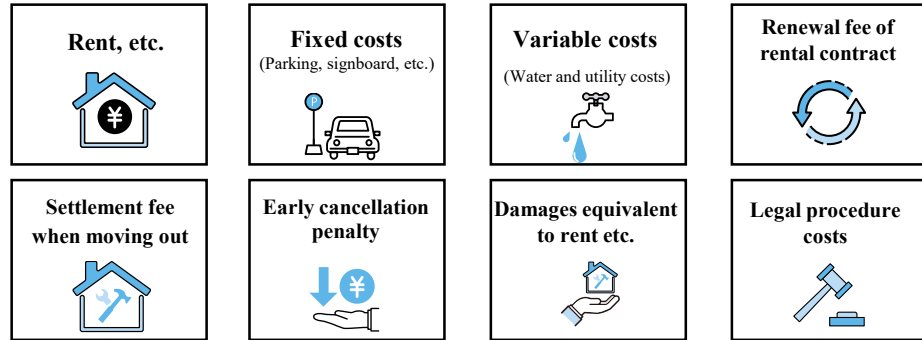 Rent, etc.
¥
Fixed costs
(Parking, signboard, etc.)
P
Variable costs
(Water and utility costs)
Renewal fee of
rental contract
Settlement fee
when moving out
Early cancellation
penalty
¥
Damages equivalent
to rent etc.
Legal procedure
costs